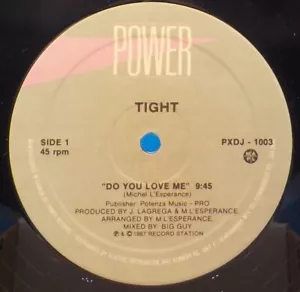 POWER
TIGHT
SIDE 1
45 rpm
PXDJ - 1003
"DO YOU LOVE ME" 9:45
(Michel L'Esperance)
Publisher: Potenza Music - PRO
PRODUCED BY J. LAGREGA & M.L'ESPERANCE.
ARRANGED BY M.L'ESPERANCE.
MIXED BY: BIG GUY
℗ & © 1987 RECORD STATION